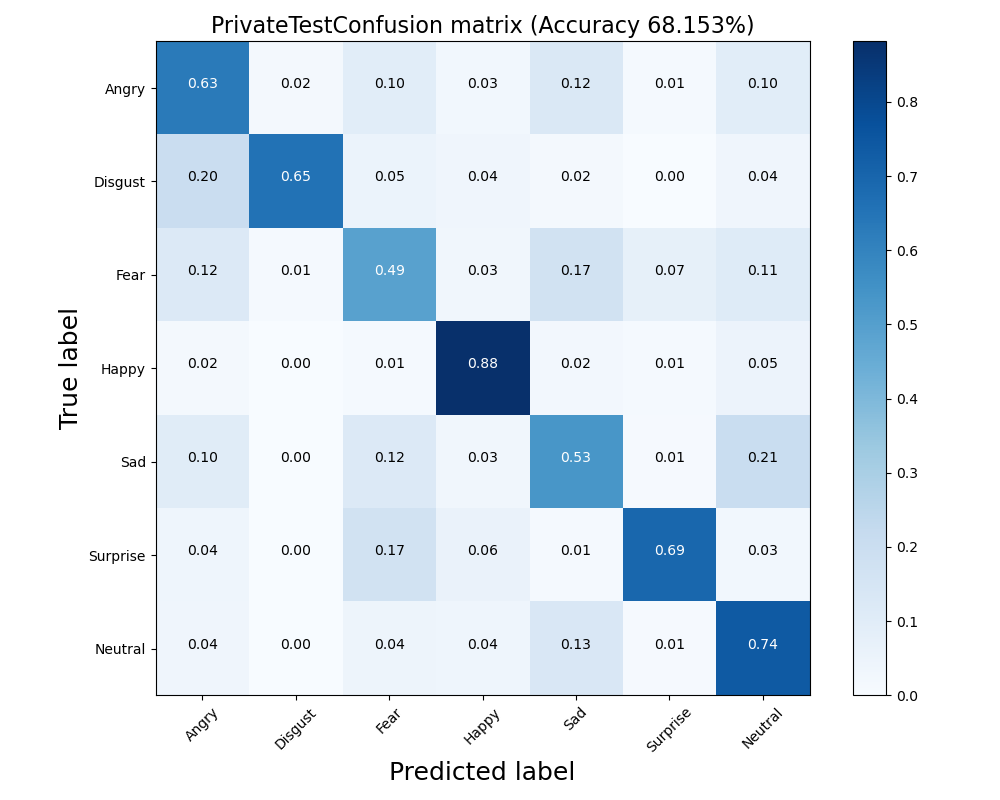 PrivateTestConfusion matrix (Accuracy 68.153%)
Angry 0.63 0.02 0.10 0.03 0.12 0.01 0.10
Disgust 0.20 0.65 0.05 0.04 0.02 0.00 0.04
Fear 0.12 0.01 0.49 0.03 0.17 0.07 0.11
Happy 0.02 0.00 0.01 0.88 0.02 0.01 0.05
Sad 0.10 0.00 0.12 0.03 0.53 0.01 0.21
Surprise 0.04 0.00 0.17 0.06 0.01 0.69 0.03
Neutral 0.04 0.00 0.04 0.04 0.13 0.01 0.74
Angry Disgust Fear Happy Sad Surprise Neutral
Predicted label
True label
0.8
0.7
0.6
0.5
0.4
0.3
0.2
0.1
0.0